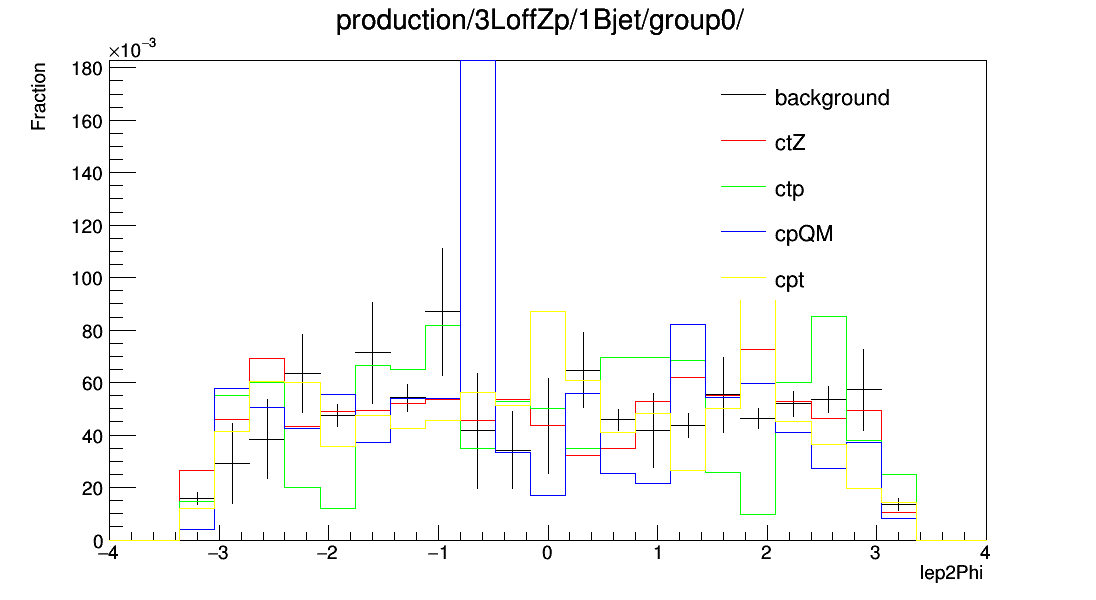 production/3LoffZp/1Bjet/group0/
×10⁻³
Fraction
180
160
140
120
100
80
60
40
20
0
background
ctZ
ctp
cpQM
cpt
−4 −3 −2 −1 0 1 2 3 4
lep2Phi